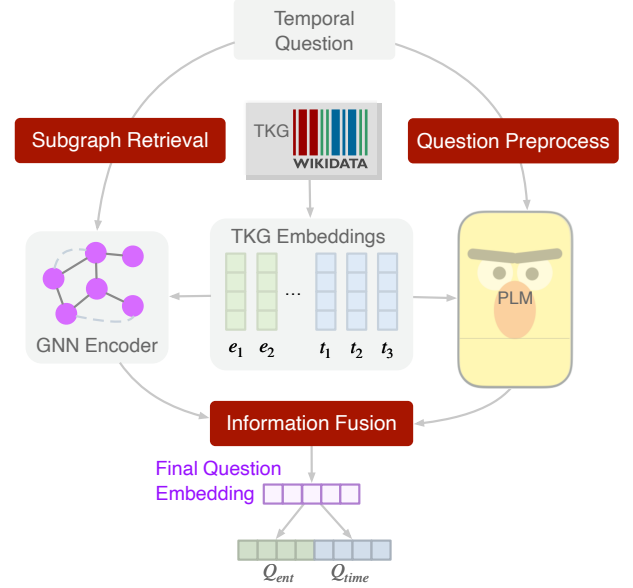 Temporal
Question
Subgraph Retrieval
TKG
WIKIDATA
Question Preprocess
TKG Embeddings
PLM
...
e1 e2 t1 t2 t3
GNN Encoder
Information Fusion
Final Question
Embedding
Qent Qtime